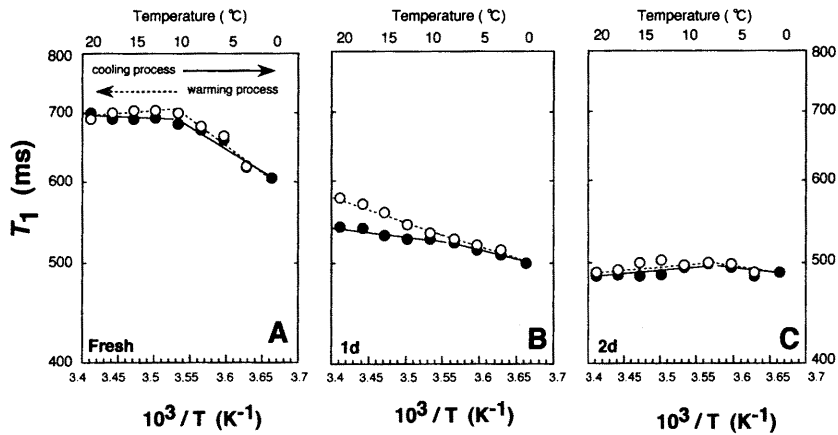 Temperature ( °C)
Temperature ( °C)
Temperature ( °C)
20 15 10 5 0
20 15 10 5 0
20 15 10 5 0
800
700
600
500
400
T1 (ms)
cooling process
warming process
Fresh
A
1d
B
2d
C
800
700
600
500
400
3.4 3.45 3.5 3.55 3.6 3.65 3.7
3.4 3.45 3.5 3.55 3.6 3.65 3.7
3.4 3.45 3.5 3.55 3.6 3.65 3.7
10³/T (K⁻¹)
10³/T (K⁻¹)
10³/T (K⁻¹)